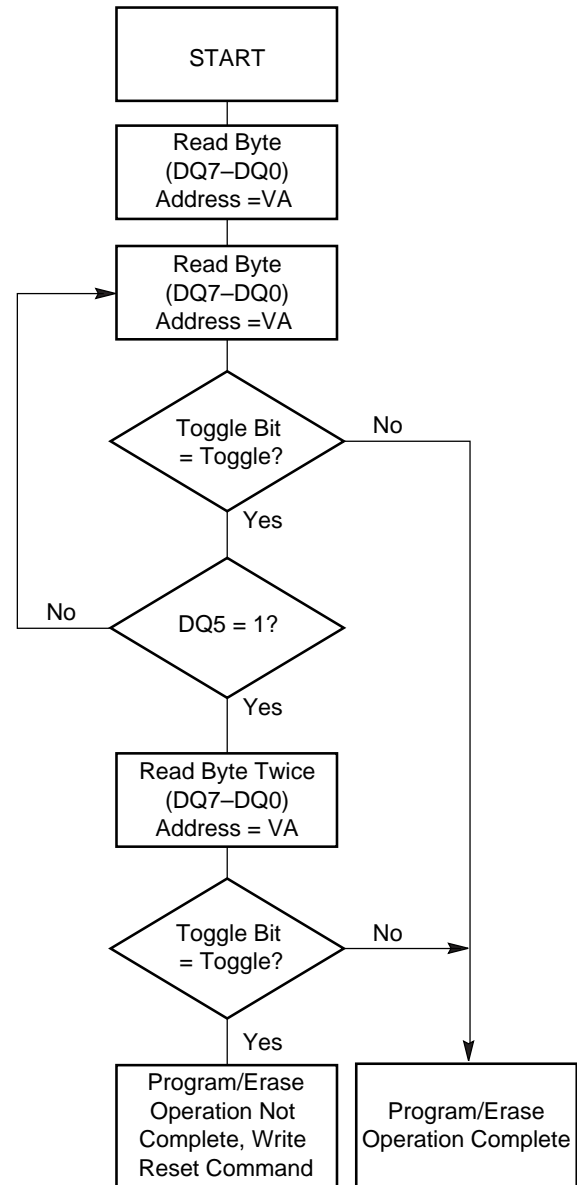 START
Read Byte
(DQ7–DQ0)
Address =VA
Read Byte
(DQ7–DQ0)
Address =VA
Toggle Bit
= Toggle?
No
Yes
No
DQ5 = 1?
Yes
Read Byte Twice
(DQ7–DQ0)
Address = VA
Toggle Bit
= Toggle?
No
Yes
Program/Erase
Operation Not
Complete, Write
Reset Command
Program/Erase
Operation Complete